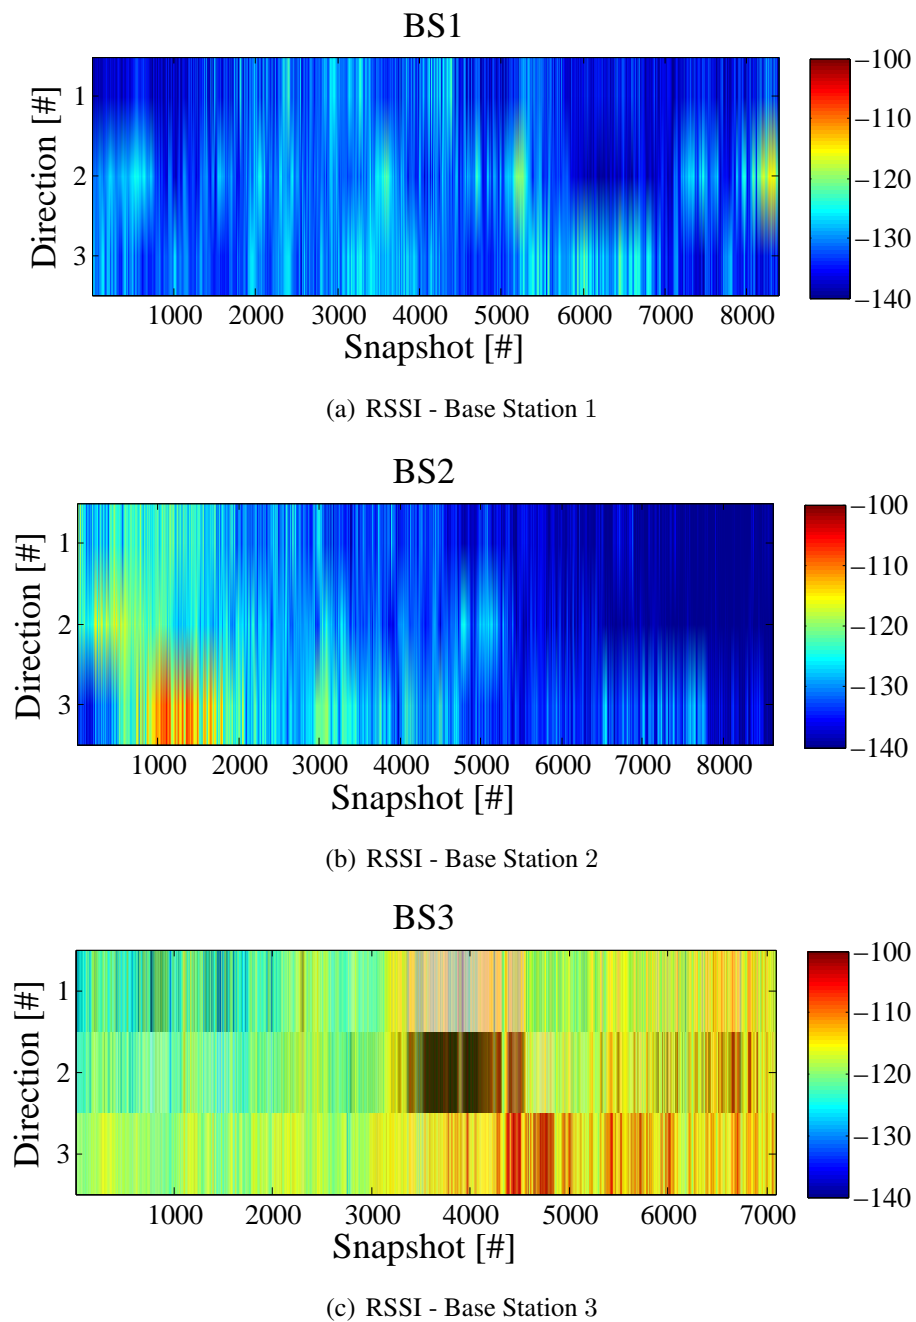 BS1
Direction [#]
1
2
3
1000 2000 3000 4000 5000 6000 7000 8000
Snapshot [#]
−100
−110
−120
−130
−140
(a) RSSI - Base Station 1
BS2
Direction [#]
1
2
3
1000 2000 3000 4000 5000 6000 7000 8000
Snapshot [#]
−100
−110
−120
−130
−140
(b) RSSI - Base Station 2
BS3
Direction [#]
1
2
3
1000 2000 3000 4000 5000 6000 7000
Snapshot [#]
−100
−110
−120
−130
−140
(c) RSSI - Base Station 3